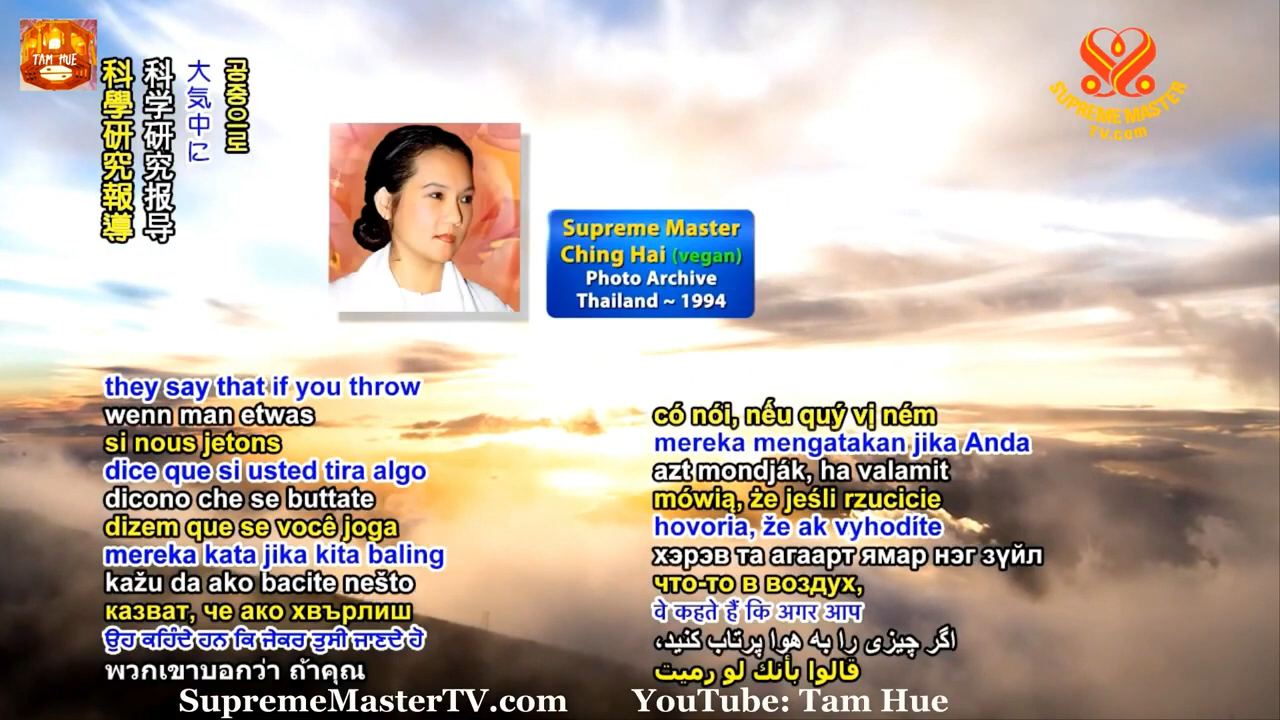 TAM HUE
科學研究報導
科学研究报导
大気中に
공중으로
SUPREME MASTER
TV.com
Supreme Master
Ching Hai (vegan)
Photo Archive
Thailand ~ 1994
they say that if you throw
wenn man etwas
si nous jetons
dice que si usted tira algo
dicono che se buttate
dizem que se você joga
mereka kata jika kita baling
kažu da ako bacite nešto
казват, че ако хвърлиш
ਉਹ ਕਹਿੰਦੇ ਹਨ ਕਿ ਜੇਕਰ ਤੁਸੀ ਜਾਣਦੇ ਹੋ
พวกเขาบอกว่า ถ้าคุณ
có nói, nếu quý vị ném
mereka mengatakan jika Anda
azt mondják, ha valamit
mówią, że jeśli rzucicie
hovoria, že ak vyhodíte
хэрэв та агаарт ямар нэг зүйл
что-то в воздух,
वे कहते हैं कि अगर आप
اگر چیزی را به هوا پرتاب کنید،
قالوا بأنك لو رميت
SupremeMasterTV.com
YouTube: Tam Hue